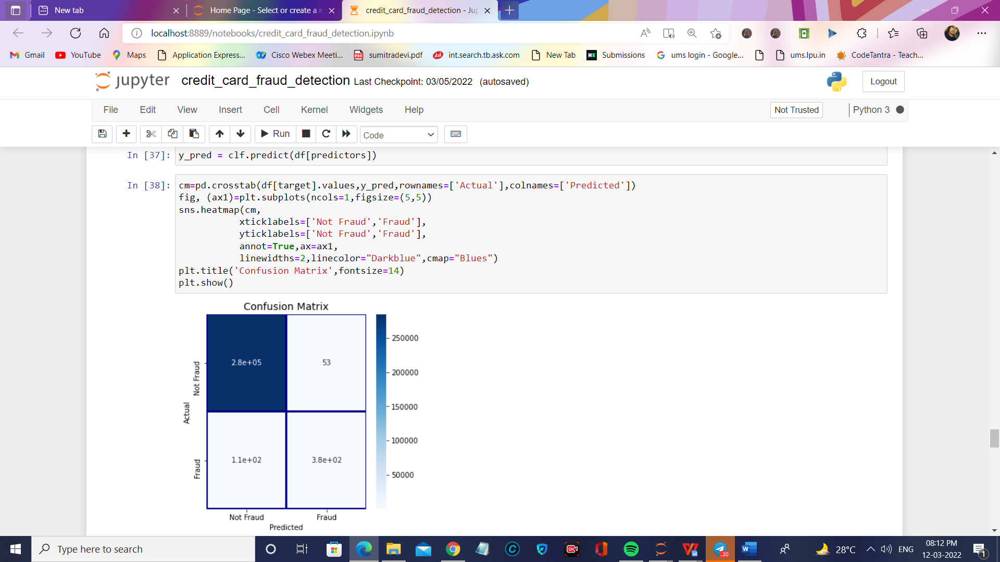 New tab
Home Page - Select or create a n
credit_card_fraud_detection - Jup
localhost:8889/notebooks/credit_card_fraud_detection.ipynb
Gmail YouTube Maps Application Express... Cisco Webex Meeti... sumitradevi.pdf int.search.tb.ask.com New Tab Submissions ums login - Google... ums.lpu.in CodeTantra - Teach...
jupyter credit_card_fraud_detection Last Checkpoint: 03/05/2022 (autosaved) Logout
File Edit View Insert Cell Kernel Widgets Help Not Trusted Python 3
Run Code
In [37]: y_pred = clf.predict(df[predictors])
In [38]: cm=pd.crosstab(df[target].values,y_pred,rownames=['Actual'],colnames=['Predicted'])
fig, (ax1)=plt.subplots(ncols=1,figsize=(5,5))
sns.heatmap(cm,
xticklabels=['Not Fraud','Fraud'],
yticklabels=['Not Fraud','Fraud'],
annot=True,ax=ax1,
linewidths=2,linecolor="Darkblue",cmap="Blues")
plt.title('Confusion Matrix',fontsize=14)
plt.show()
Confusion Matrix
250000
2.8e+05 53
Not Fraud
200000
150000
Actual
100000
1.1e+02 3.8e+02
Fraud
50000
Not Fraud Fraud
Predicted
Type here to search
28°C ENG
08:12 PM
12-03-2022
..20
1